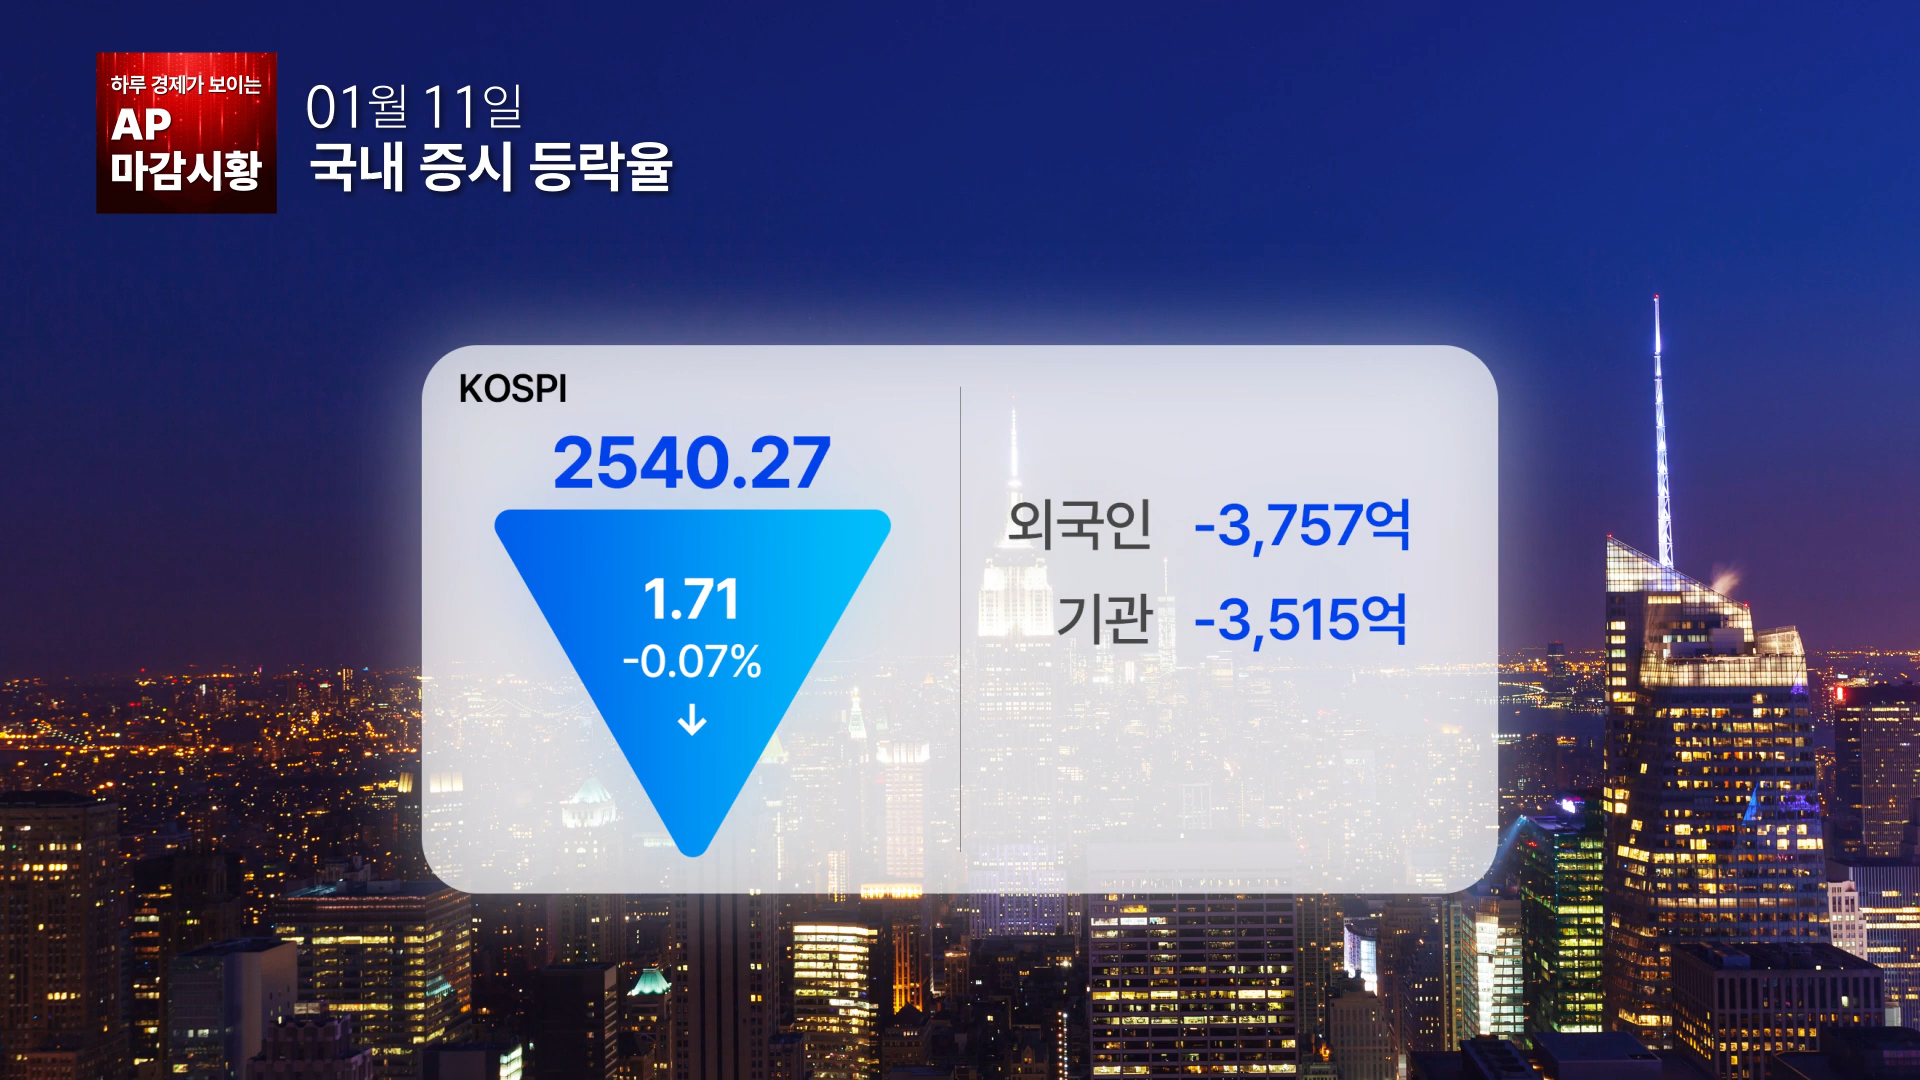 하루 경제가 보이는
AP
마감시황
01월 11일
국내 증시 등락율
KOSPI
2540.27
1.71
-0.07%
↓
외국인 -3,757억
기관 -3,515억